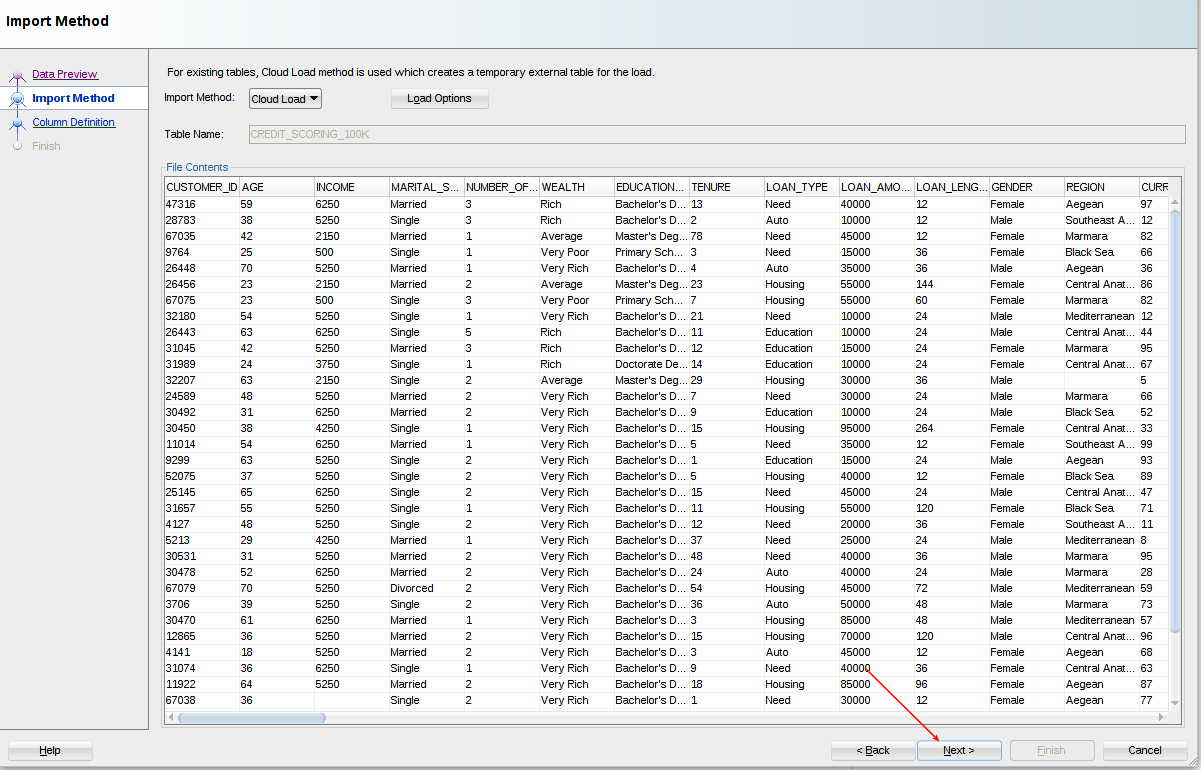 Import Method
Data Preview
Import Method
Column Definition
Finish
For existing tables, Cloud Load method is used which creates a temporary external table for the load.
Import Method: Cloud Load Load Options
Table Name: CREDIT_SCORING_100K
File Contents
CUSTOMER_ID AGE INCOME MARITAL_S... NUMBER_OF... WEALTH EDUCATION... TENURE LOAN_TYPE LOAN_AMO... LOAN_LENG... GENDER REGION CURR
47316 59 6250 Married 3 Rich Bachelor's D... 13 Need 40000 12 Female Aegean 97
28783 38 5250 Single 3 Rich Bachelor's D... 2 Auto 10000 12 Male Southeast A... 12
67035 42 2150 Married 1 Average Master's Deg... 78 Need 45000 12 Female Marmara 82
9764 25 500 Single 1 Very Poor Primary Sch... 3 Need 15000 36 Female Black Sea 66
26448 70 5250 Married 1 Very Rich Bachelor's D... 4 Auto 35000 36 Male Aegean 36
26456 23 2150 Married 2 Average Master's Deg... 23 Housing 55000 144 Female Central Anat... 86
67075 23 500 Single 3 Very Poor Primary Sch... 7 Housing 55000 60 Female Marmara 82
32180 54 5250 Single 1 Very Rich Bachelor's D... 21 Need 10000 24 Male Mediterranean 12
26443 63 6250 Single 5 Rich Bachelor's D... 11 Education 10000 24 Male Central Anat... 44
31045 42 5250 Married 3 Rich Bachelor's D... 12 Education 15000 24 Female Marmara 95
31989 24 3750 Single 1 Rich Doctorate De... 14 Education 10000 24 Female Central Anat... 67
32207 63 2150 Single 2 Average Master's Deg... 29 Housing 30000 36 Male 5
24589 48 5250 Married 2 Very Rich Bachelor's D... 7 Need 30000 24 Male Marmara 66
30492 31 6250 Married 2 Very Rich Bachelor's D... 9 Education 10000 24 Male Black Sea 52
30450 38 4250 Single 1 Very Rich Bachelor's D... 15 Housing 95000 264 Female Central Anat... 33
11014 54 6250 Married 1 Very Rich Bachelor's D... 5 Need 35000 12 Female Southeast A... 99
9299 63 5250 Single 2 Very Rich Bachelor's D... 1 Education 15000 24 Male Aegean 93
52075 37 5250 Single 2 Very Rich Bachelor's D... 5 Housing 40000 12 Female Black Sea 89
25145 65 6250 Single 2 Very Rich Bachelor's D... 15 Need 45000 24 Male Central Anat... 47
31657 55 5250 Single 1 Very Rich Bachelor's D... 11 Housing 55000 120 Female Black Sea 71
4127 48 5250 Single 2 Very Rich Bachelor's D... 12 Need 20000 36 Female Southeast A... 11
5213 29 4250 Married 1 Very Rich Bachelor's D... 37 Need 25000 24 Male Mediterranean 8
30531 31 5250 Married 2 Very Rich Bachelor's D... 48 Need 40000 36 Male Marmara 95
30478 52 6250 Married 2 Very Rich Bachelor's D... 24 Auto 40000 24 Male Marmara 28
67079 70 5250 Divorced 2 Very Rich Bachelor's D... 54 Housing 45000 72 Male Mediterranean 59
3706 39 5250 Single 2 Very Rich Bachelor's D... 36 Auto 50000 48 Male Marmara 73
30470 61 6250 Married 1 Very Rich Bachelor's D... 3 Housing 85000 48 Male Mediterranean 57
12865 36 5250 Married 2 Very Rich Bachelor's D... 15 Housing 70000 120 Male Central Anat... 96
4141 18 5250 Married 2 Very Rich Bachelor's D... 3 Auto 45000 12 Female Aegean 68
31074 36 6250 Single 1 Very Rich Bachelor's D... 9 Need 40000 36 Female Central Anat... 63
11922 64 5250 Married 2 Very Rich Bachelor's D... 18 Housing 85000 96 Female Aegean 87
67038 36 Single 2 Very Rich Bachelor's D... 1 Need 30000 12 Female Aegean 77
Help < Back Next > Finish Cancel